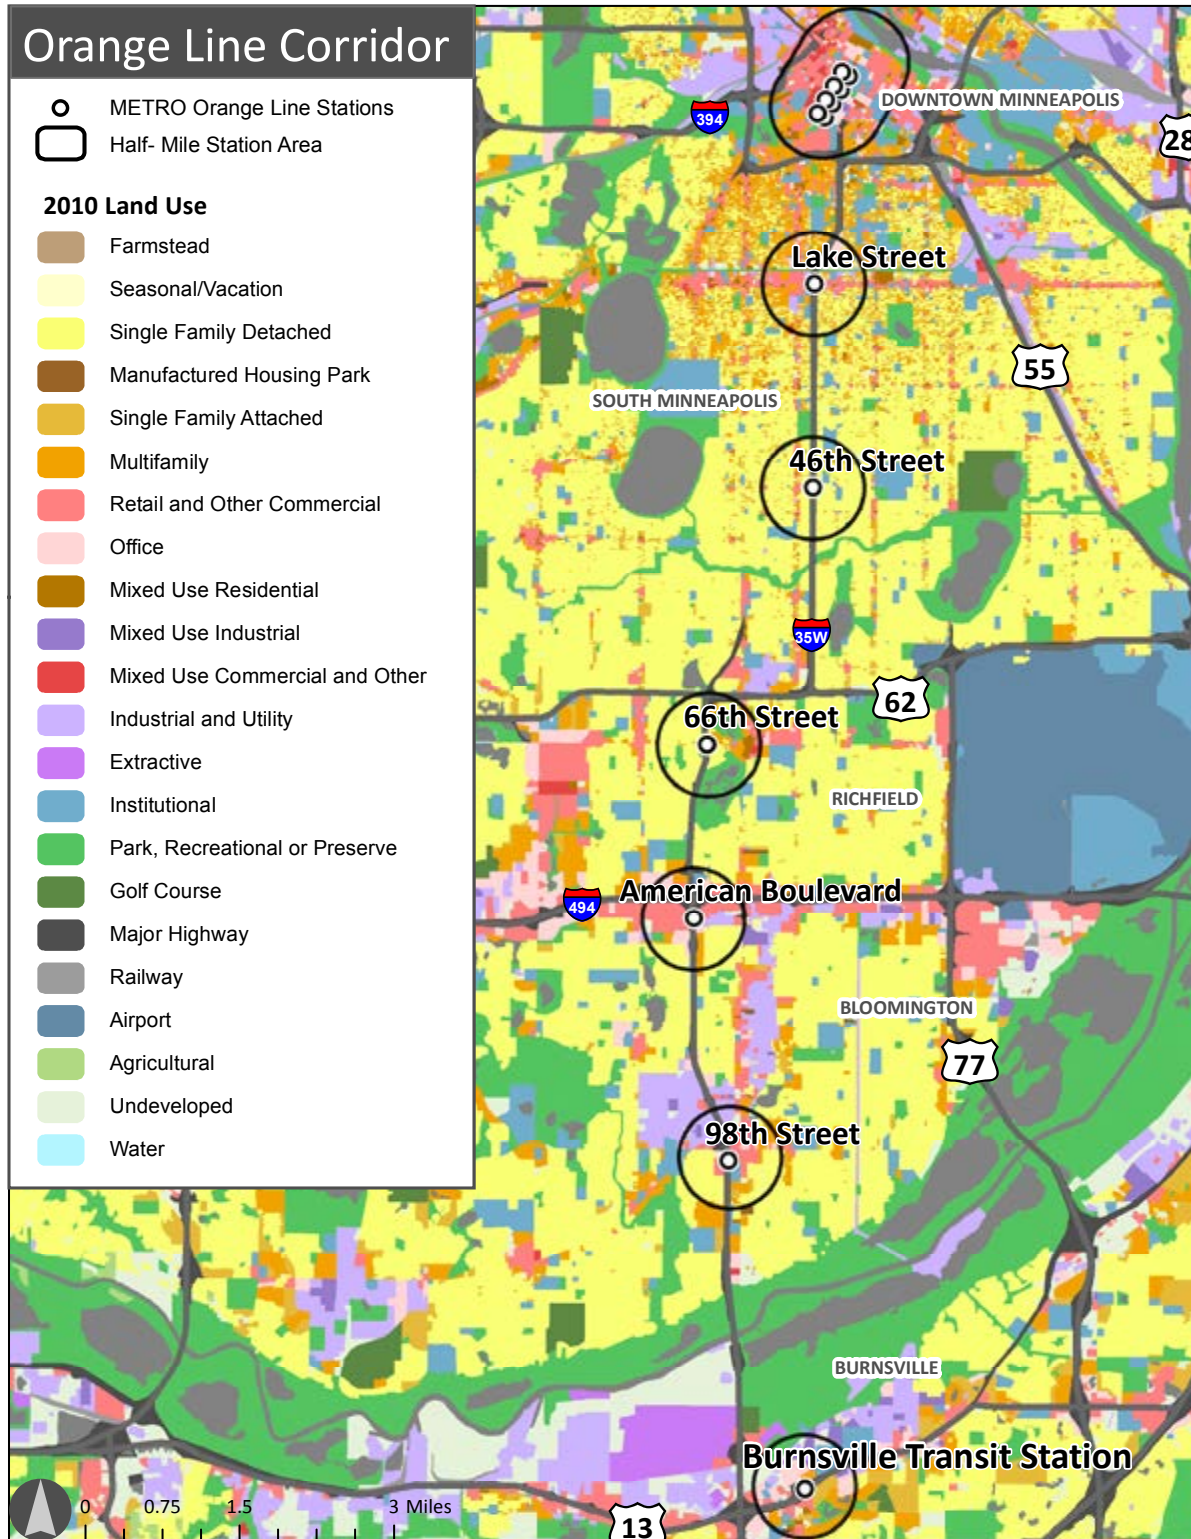 Orange Line Corridor
METRO Orange Line Stations
Half- Mile Station Area
2010 Land Use
Farmstead
Seasonal/Vacation
Single Family Detached
Manufactured Housing Park
Single Family Attached
Multifamily
Retail and Other Commercial
Office
Mixed Use Residential
Mixed Use Industrial
Mixed Use Commercial and Other
Industrial and Utility
Extractive
Institutional
Park, Recreational or Preserve
Golf Course
Major Highway
Railway
Airport
Agricultural
Undeveloped
Water
394
DOWNTOWN MINNEAPOLIS
28
Lake Street
55
SOUTH MINNEAPOLIS
46th Street
35W
62
66th Street
RICHFIELD
American Boulevard
494
BLOOMINGTON
77
98th Street
BURNSVILLE
Burnsville Transit Station
0 0.75 1.5 3 Miles
13